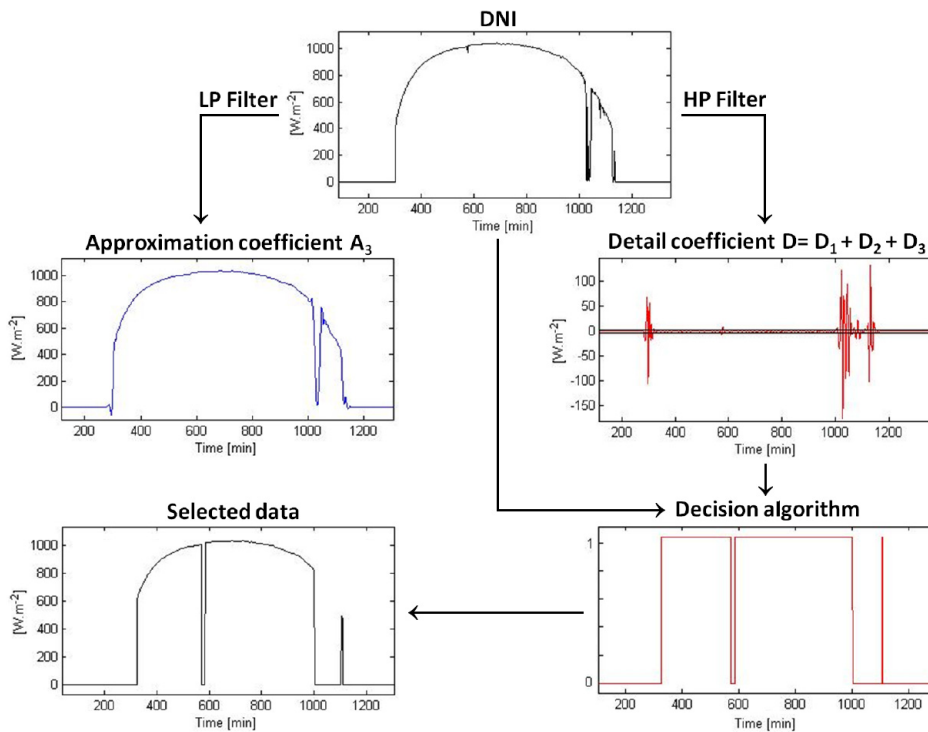 DNI
1000
800
600
400
200
0
[W.m-2]
200 400 600 800 1000 1200
Time [min]
LP Filter
HP Filter
Approximation coefficient A3
1000
800
600
400
200
0
[W.m-2]
200 400 600 800 1000 1200
Time [min]
Detail coefficient D= D1 + D2 + D3
100
50
0
-50
-100
-150
[W.m-2]
200 400 600 800 1000 1200
Time [min]
Selected data
1000
800
600
400
200
0
[W.m-2]
200 400 600 800 1000 1200
Time [min]
Decision algorithm
1
0
200 400 600 800 1000 1200
Time [min]